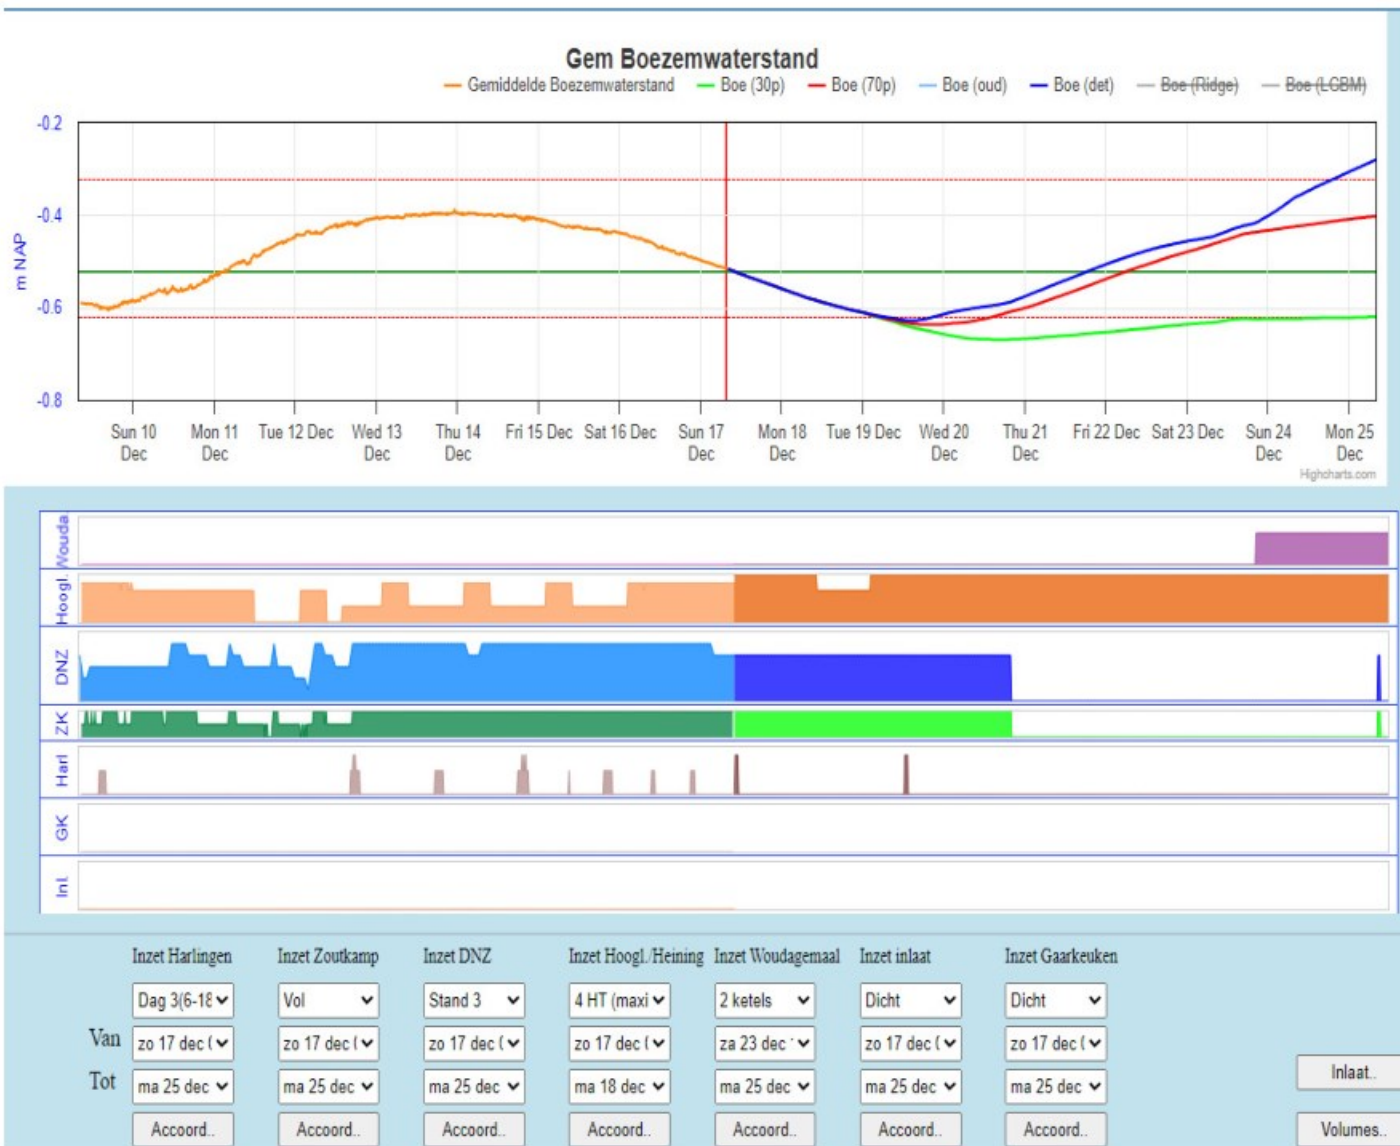 Gem Boezemwaterstand
Gemiddelde Boezemwaterstand Boe (30p) Boe (70p) Boe (oud) Boe (det) Boe (Ridge) Boe (LGBM)
-0.2
-0.4
-0.6
-0.8
m NAP
Sun 10 Mon 11 Tue 12 Dec Wed 13 Thu 14 Fri 15 Dec Sat 16 Dec Sun 17 Mon 18 Tue 19 Dec Wed 20 Thu 21 Fri 22 Dec Sat 23 Dec Sun 24 Mon 25
Dec Dec Dec Dec Dec Dec Dec Dec Dec Dec
Highcharts.com
Wouda
Hoogl.
DNZ
ZK
Harl
GK
Inl.
Inzet Harlingen Inzet Zoutkamp Inzet DNZ Inzet Hoogl./Heining Inzet Woudagemaal Inzet inlaat Inzet Gaarkeuken
Dag 3(6-18 Vol Stand 3 4 HT (maxi 2 ketels Dicht Dicht
Van zo 17 dec ( zo 17 dec ( zo 17 dec ( zo 17 dec ( za 23 dec zo 17 dec ( zo 17 dec (
Tot ma 25 dec ma 25 dec ma 25 dec ma 18 dec ma 25 dec ma 25 dec ma 25 dec
Inlaat..
Accoord.. Accoord.. Accoord.. Accoord.. Accoord.. Accoord.. Accoord.. Volumes..